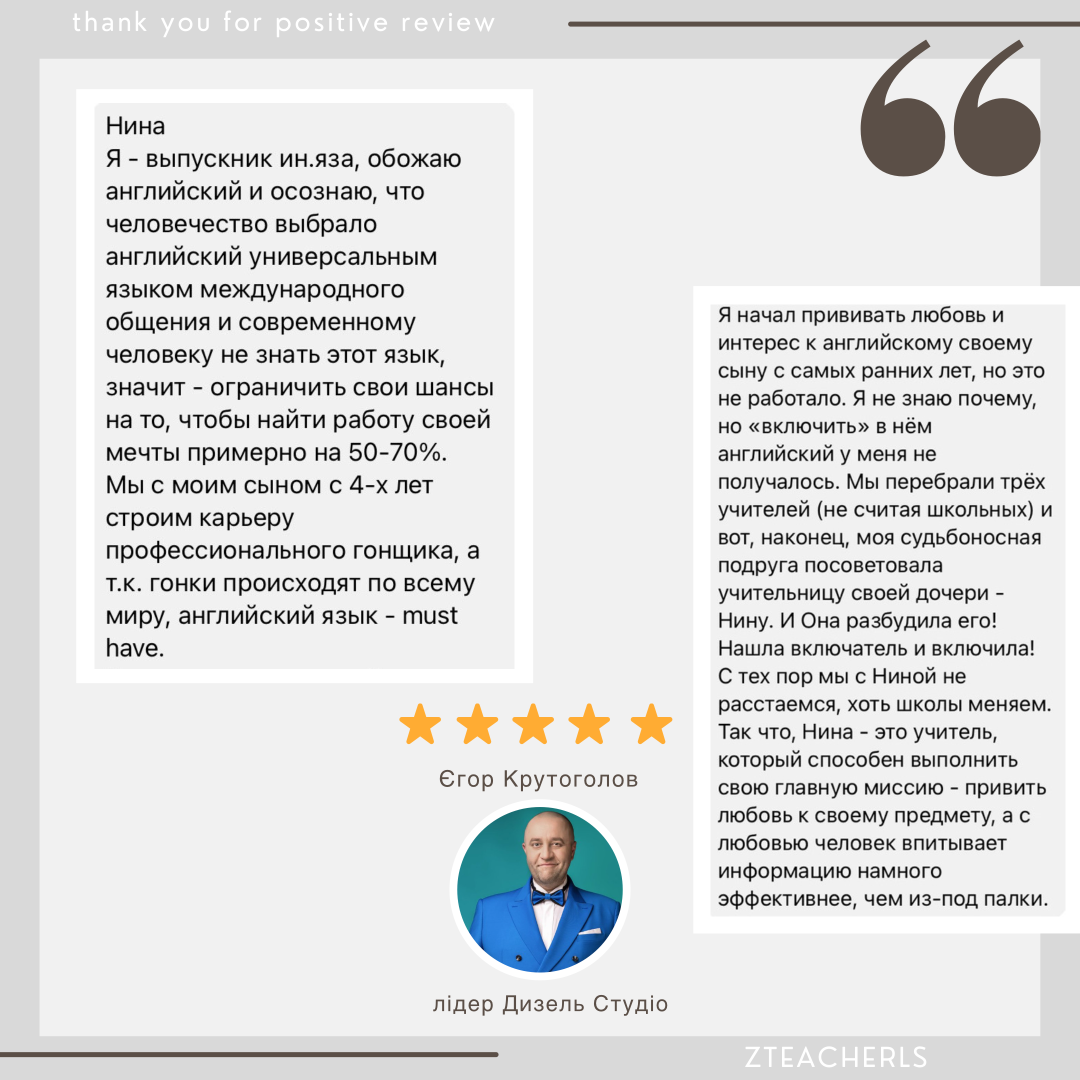 thank you for positive review
Нина
Я - выпускник ин.яза, обожаю
английский и осознаю, что
человечество выбрало
английский универсальным
языком международного
общения и современному
человеку не знать этот язык,
значит - ограничить свои шансы
на то, чтобы найти работу своей
мечты примерно на 50-70%.
Мы с моим сыном с 4-х лет
строим карьеру
профессионального гонщика, а
т.к. гонки происходят по всему
миру, английский язык - must
have.
Я начал прививать любовь и
интерес к английскому своему
сыну с самых ранних лет, но это
не работало. Я не знаю почему,
но «включить» в нём
английский у меня не
получалось. Мы перебрали трёх
учителей (не считая школьных) и
вот, наконец, моя судьбоносная
подруга посоветовала
учительницу своей дочери -
Нину. И Она разбудила его!
Нашла включатель и включила!
С тех пор мы с Ниной не
расстаемся, хоть школы меняем.
Так что, Нина - это учитель,
который способен выполнить
свою главную миссию - привить
любовь к своему предмету, а с
любовью человек впитывает
информацию намного
эффективнее, чем из-под палки.
Єгор Крутоголов
лідер Дизель Студіо
ZTEACHERLS